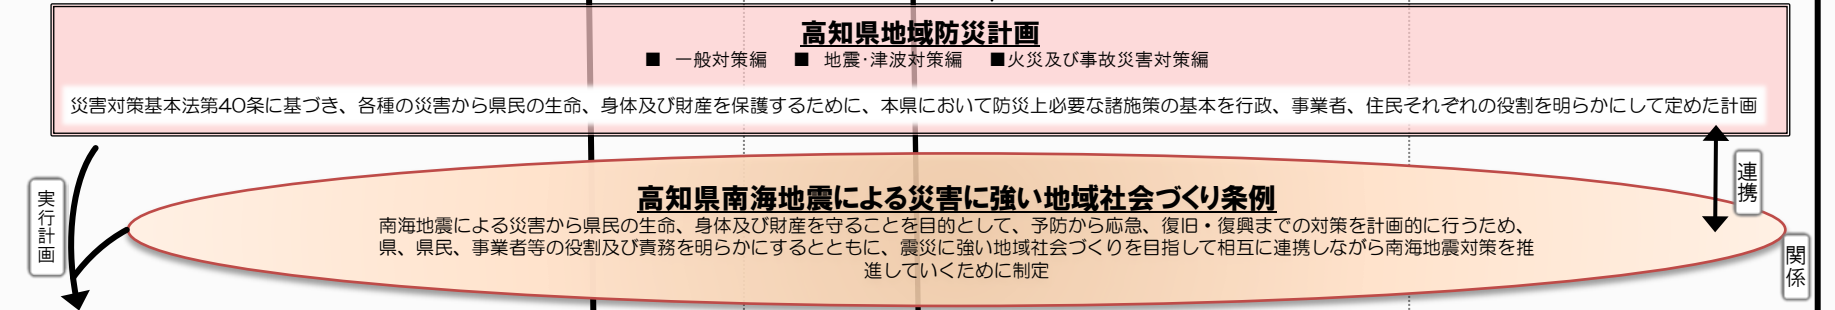 高知県地域防災計画
■ 一般対策編 ■ 地震・津波対策編 ■火災及び事故災害対策編
災害対策基本法第40条に基づき、各種の災害から県民の生命、身体及び財産を保護するために、本県において防災上必要な諸施策の基本を行政、事業者、住民それぞれの役割を明らかにして定めた計画
実行計画
連携
高知県南海地震による災害に強い地域社会づくり条例
南海地震による災害から県民の生命、身体及び財産を守ることを目的として、予防から応急、復旧・復興までの対策を計画的に行うため、
県、県民、事業者等の役割及び責務を明らかにするとともに、震災に強い地域社会づくりを目指して相互に連携しながら南海地震対策を推
進していくために制定
関係